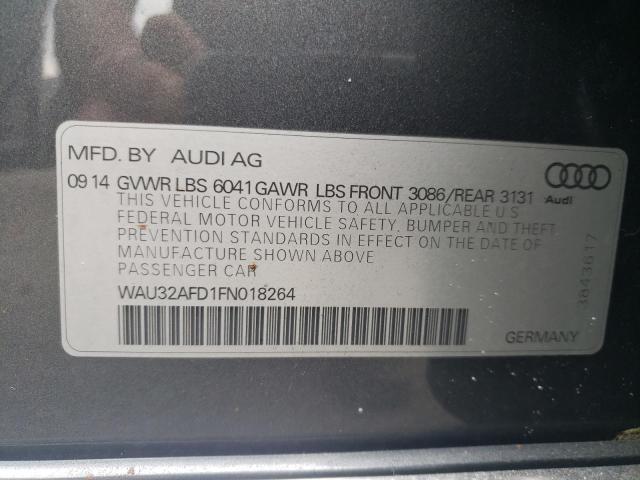 MFD. BY AUDI AG
09 14 GVWR LBS 6041 GAWR LBS FRONT 3086/REAR 3131
THIS VEHICLE CONFORMS TO ALL APPLICABLE U S
FEDERAL MOTOR VEHICLE SAFETY, BUMPER AND THEFT
PREVENTION STANDARDS IN EFFECT ON THE DATE OF
MANUFACTURE SHOWN ABOVE
PASSENGER CAR
WAU32AFD1FN018264
Audi
3843617
GERMANY